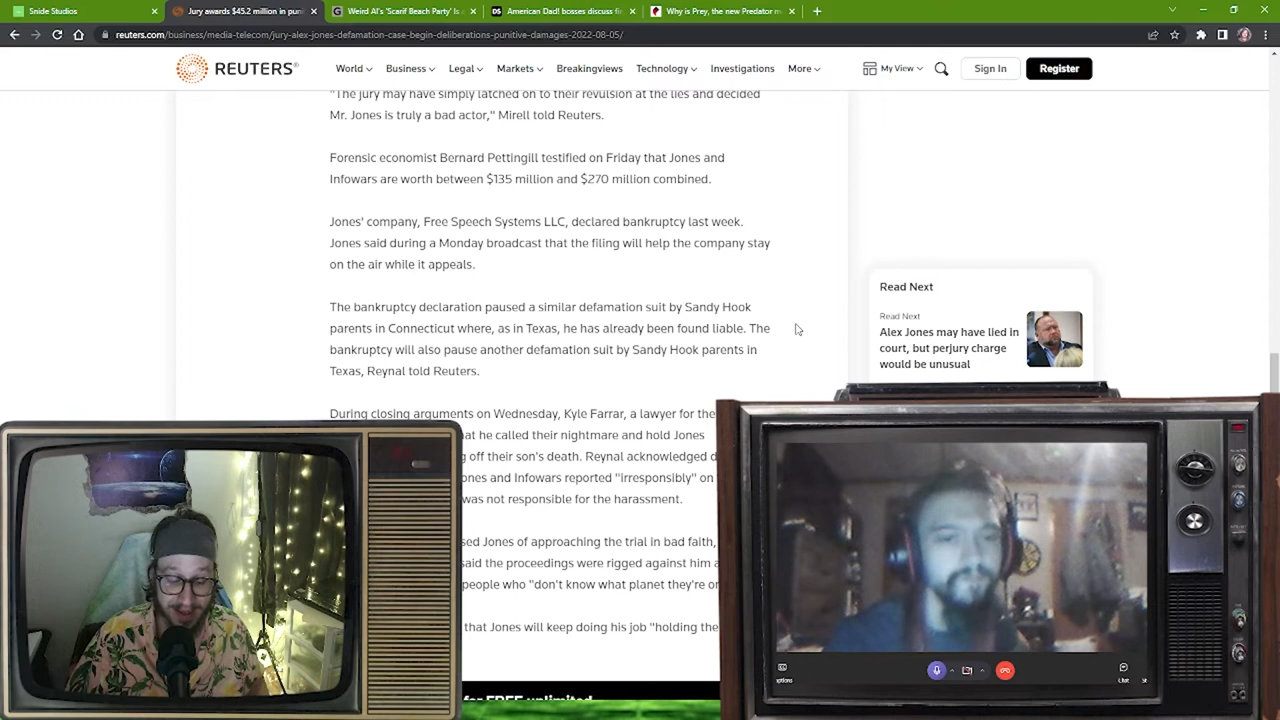 Snide Studios
Jury awards $45.2 million in puni
Weird Al's 'Scarif Beach Party' Is
American Dad! bosses discuss fi
Why is Prey, the new Predator m
reuters.com/business/media-telecom/jury-alex-jones-defamation-case-begin-deliberations-punitive-damages-2022-08-05/
REUTERS®
World
Business
Legal
Markets
Breakingviews
Technology
Investigations
More
My View
Sign In
Register
"The jury may have simply latched on to their revulsion at the lies and decided
Mr. Jones is truly a bad actor," Mirell told Reuters.
Forensic economist Bernard Pettingill testified on Friday that Jones and
Infowars are worth between $135 million and $270 million combined.
Jones' company, Free Speech Systems LLC, declared bankruptcy last week.
Jones said during a Monday broadcast that the filing will help the company stay
on the air while it appeals.
The bankruptcy declaration paused a similar defamation suit by Sandy Hook
parents in Connecticut where, as in Texas, he has already been found liable. The
bankruptcy will also pause another defamation suit by Sandy Hook parents in
Texas, Reynal told Reuters.
During closing arguments on Wednesday, Kyle Farrar, a lawyer for the
at he called their nightmare and hold Jones
g off their son's death. Reynal acknowledged d
ones and Infowars reported "irresponsibly" on
was not responsible for the harassment.
sed Jones of approaching the trial in bad faith,
said the proceedings were rigged against him a
people who "don't know what planet they're on
s will keep doing his job "holding the
for FREE unlimited
Read Next
Read Next
Alex Jones may have lied in
court, but perjury charge
would be unusual
ptions
Chat